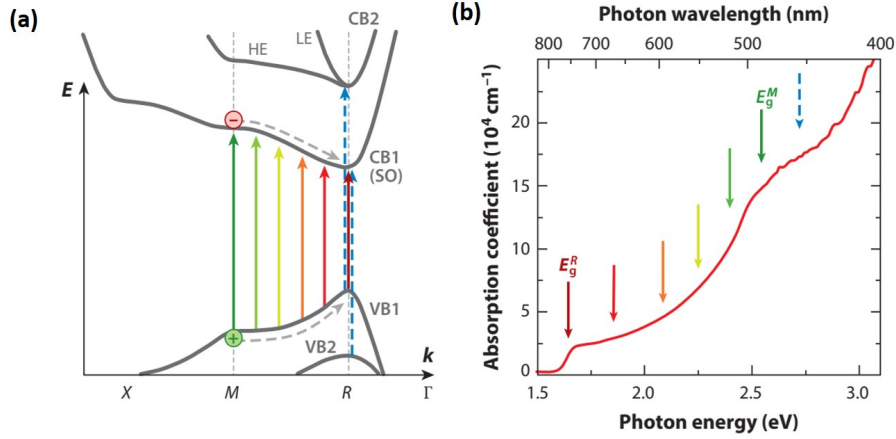 (a)
E
HE
LE
CB2
−
CB1
(SO)
VB1
VB2
+
k
X
M
R
Γ
(b)
Photon wavelength (nm)
800
700
600
500
400
Absorption coefficient (10⁴ cm⁻¹)
20
15
10
5
0
E_g^R
E_g^M
1.5
2.0
2.5
3.0
Photon energy (eV)